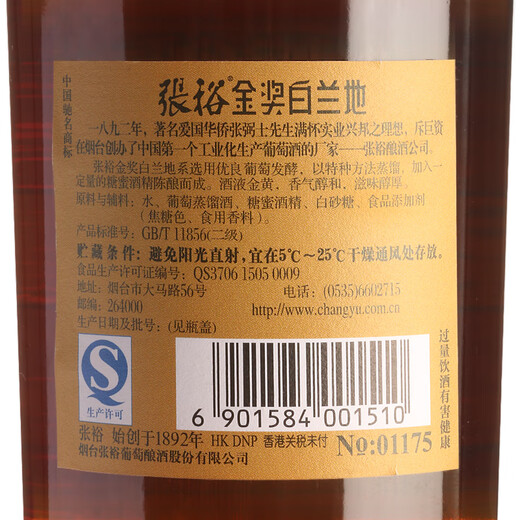 中国驰名商标
張裕®金奖白兰地
一八九二年，著名爱国华侨张弼士先生满怀实业兴邦之理想，斥巨资
在烟台创办了中国第一个工业化生产葡萄酒的厂家——张裕酿酒公司。
张裕金奖白兰地系选用优良葡萄发酵，以特种方法蒸馏，加入一
定量的糖蜜酒精陈酿而成。酒液金黄，香气醇和，滋味醇厚。
原料与辅料：水、葡萄蒸馏酒、糖蜜酒精、白砂糖、食品添加剂
（焦糖色、食用香料）。
产品标准号：GB/T 11856(二级)
贮藏条件：避免阳光直射，宜在5℃～25℃干燥通风处存放。
食品生产许可证编号：QS3706 1505 0009
地址：烟台市大马路56号 电话：(0535)6602715
邮编：264000 http://www.changyu.com.cn
生产日期及批号：(见瓶盖)
生产许可
6 901584 001510
过量饮酒有害健康
张裕 始创于1892年 HK DNP 香港关税未付 No:01175
烟台张裕葡萄酿酒股份有限公司